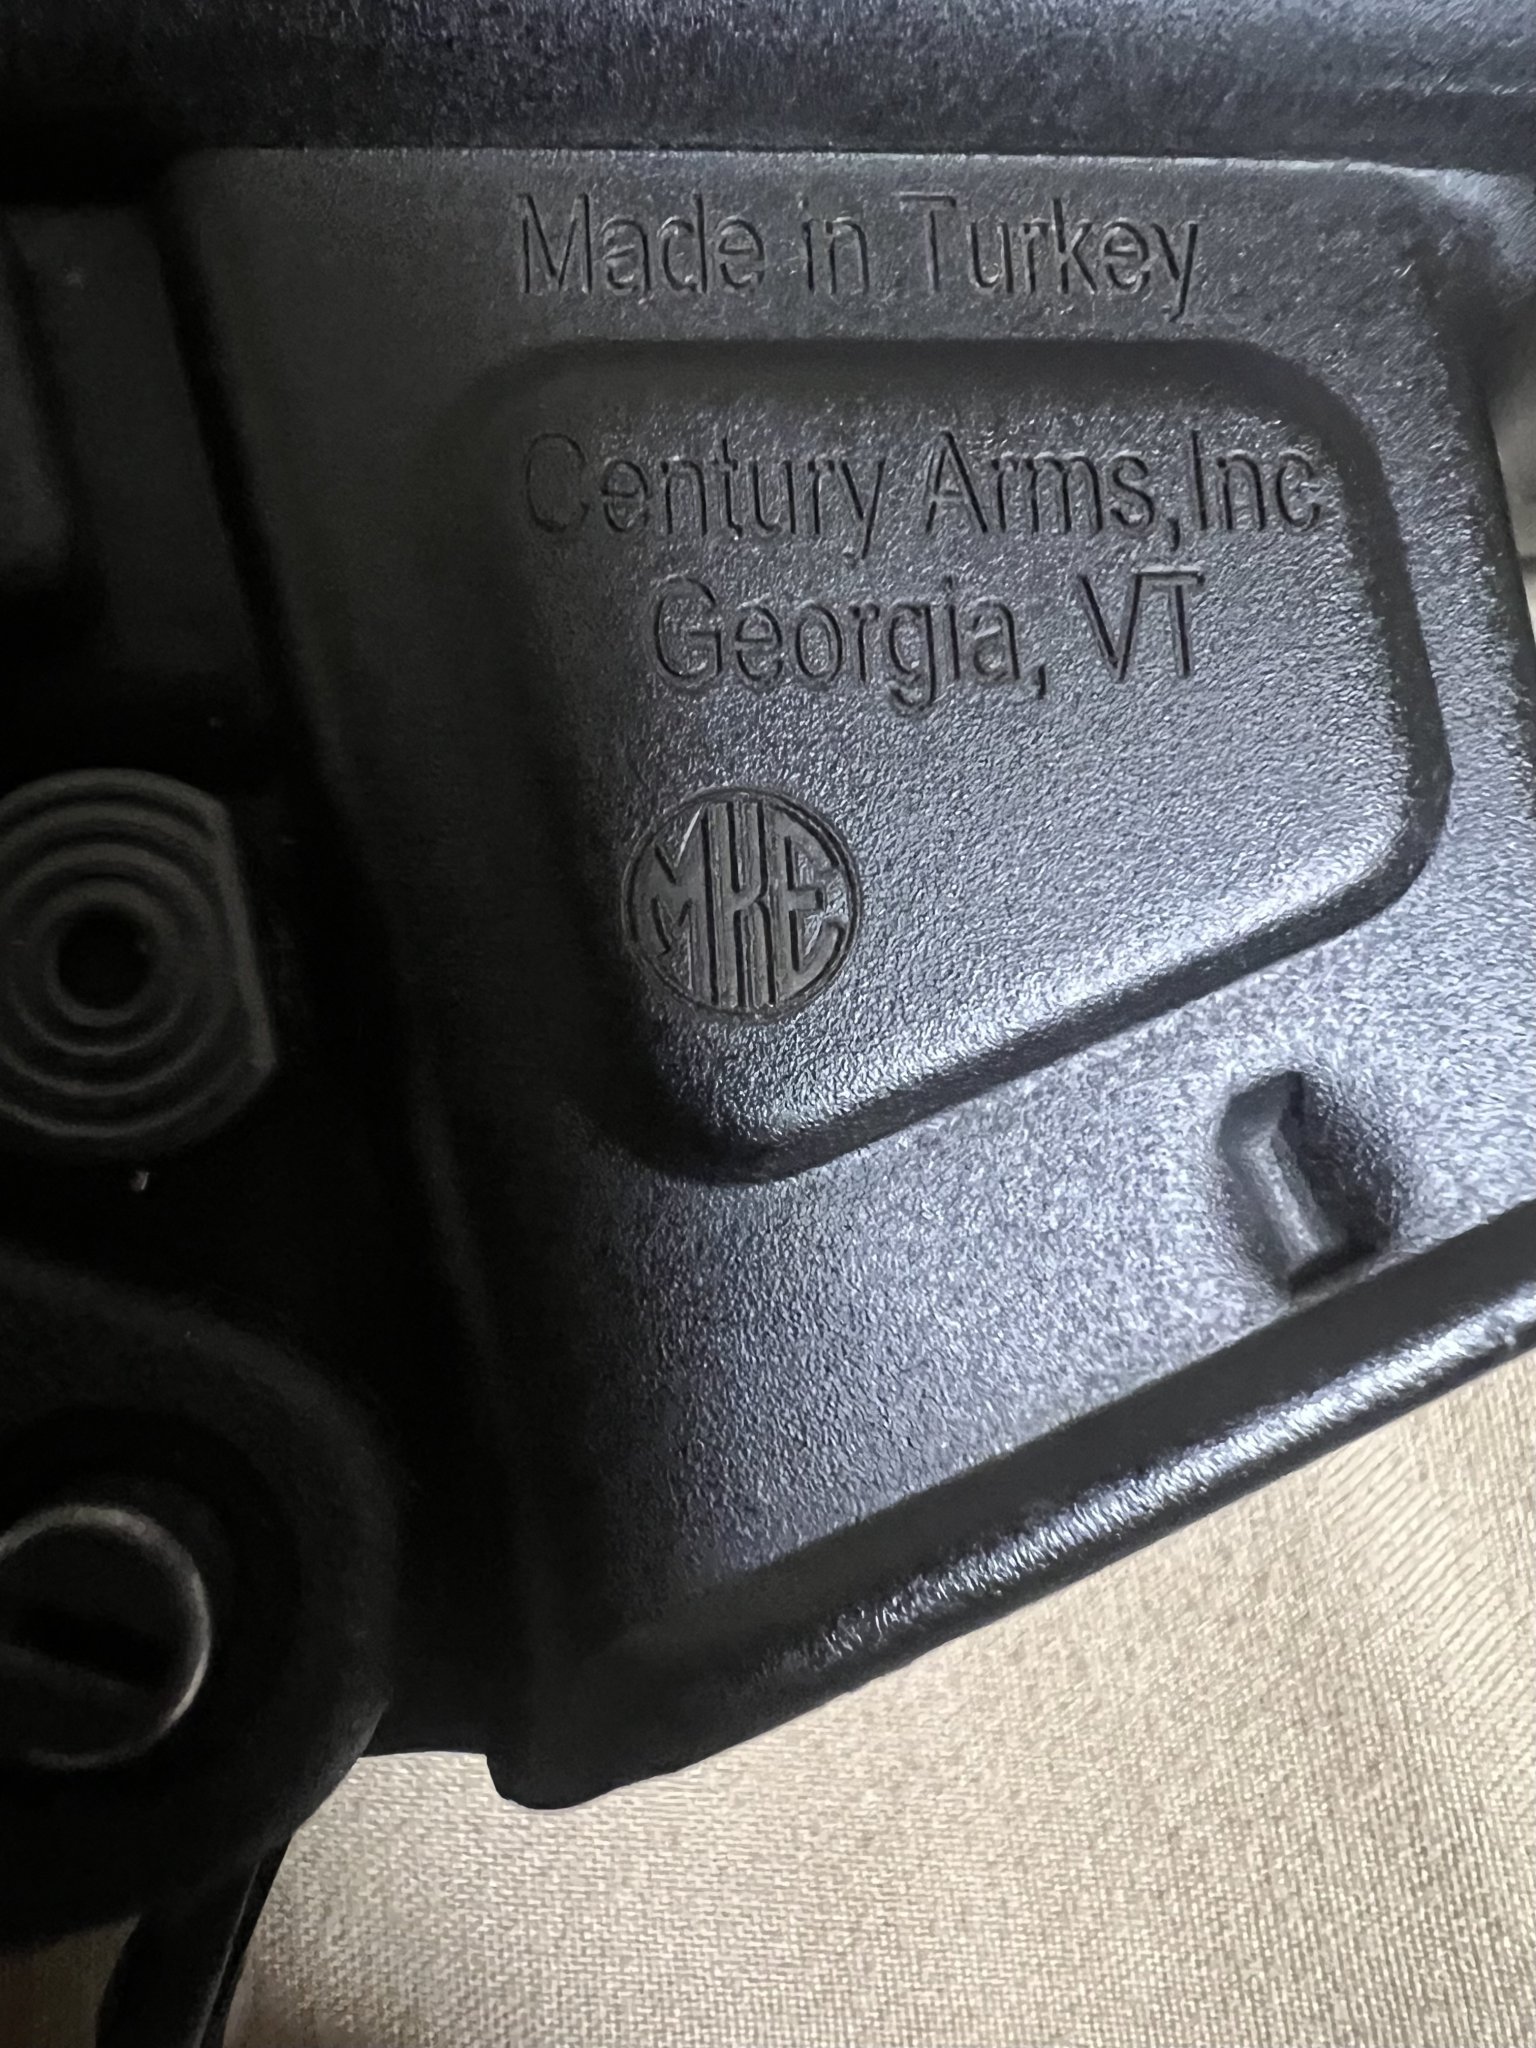 Made in Turkey
Century Arms,Inc
Georgia, VT
MKE